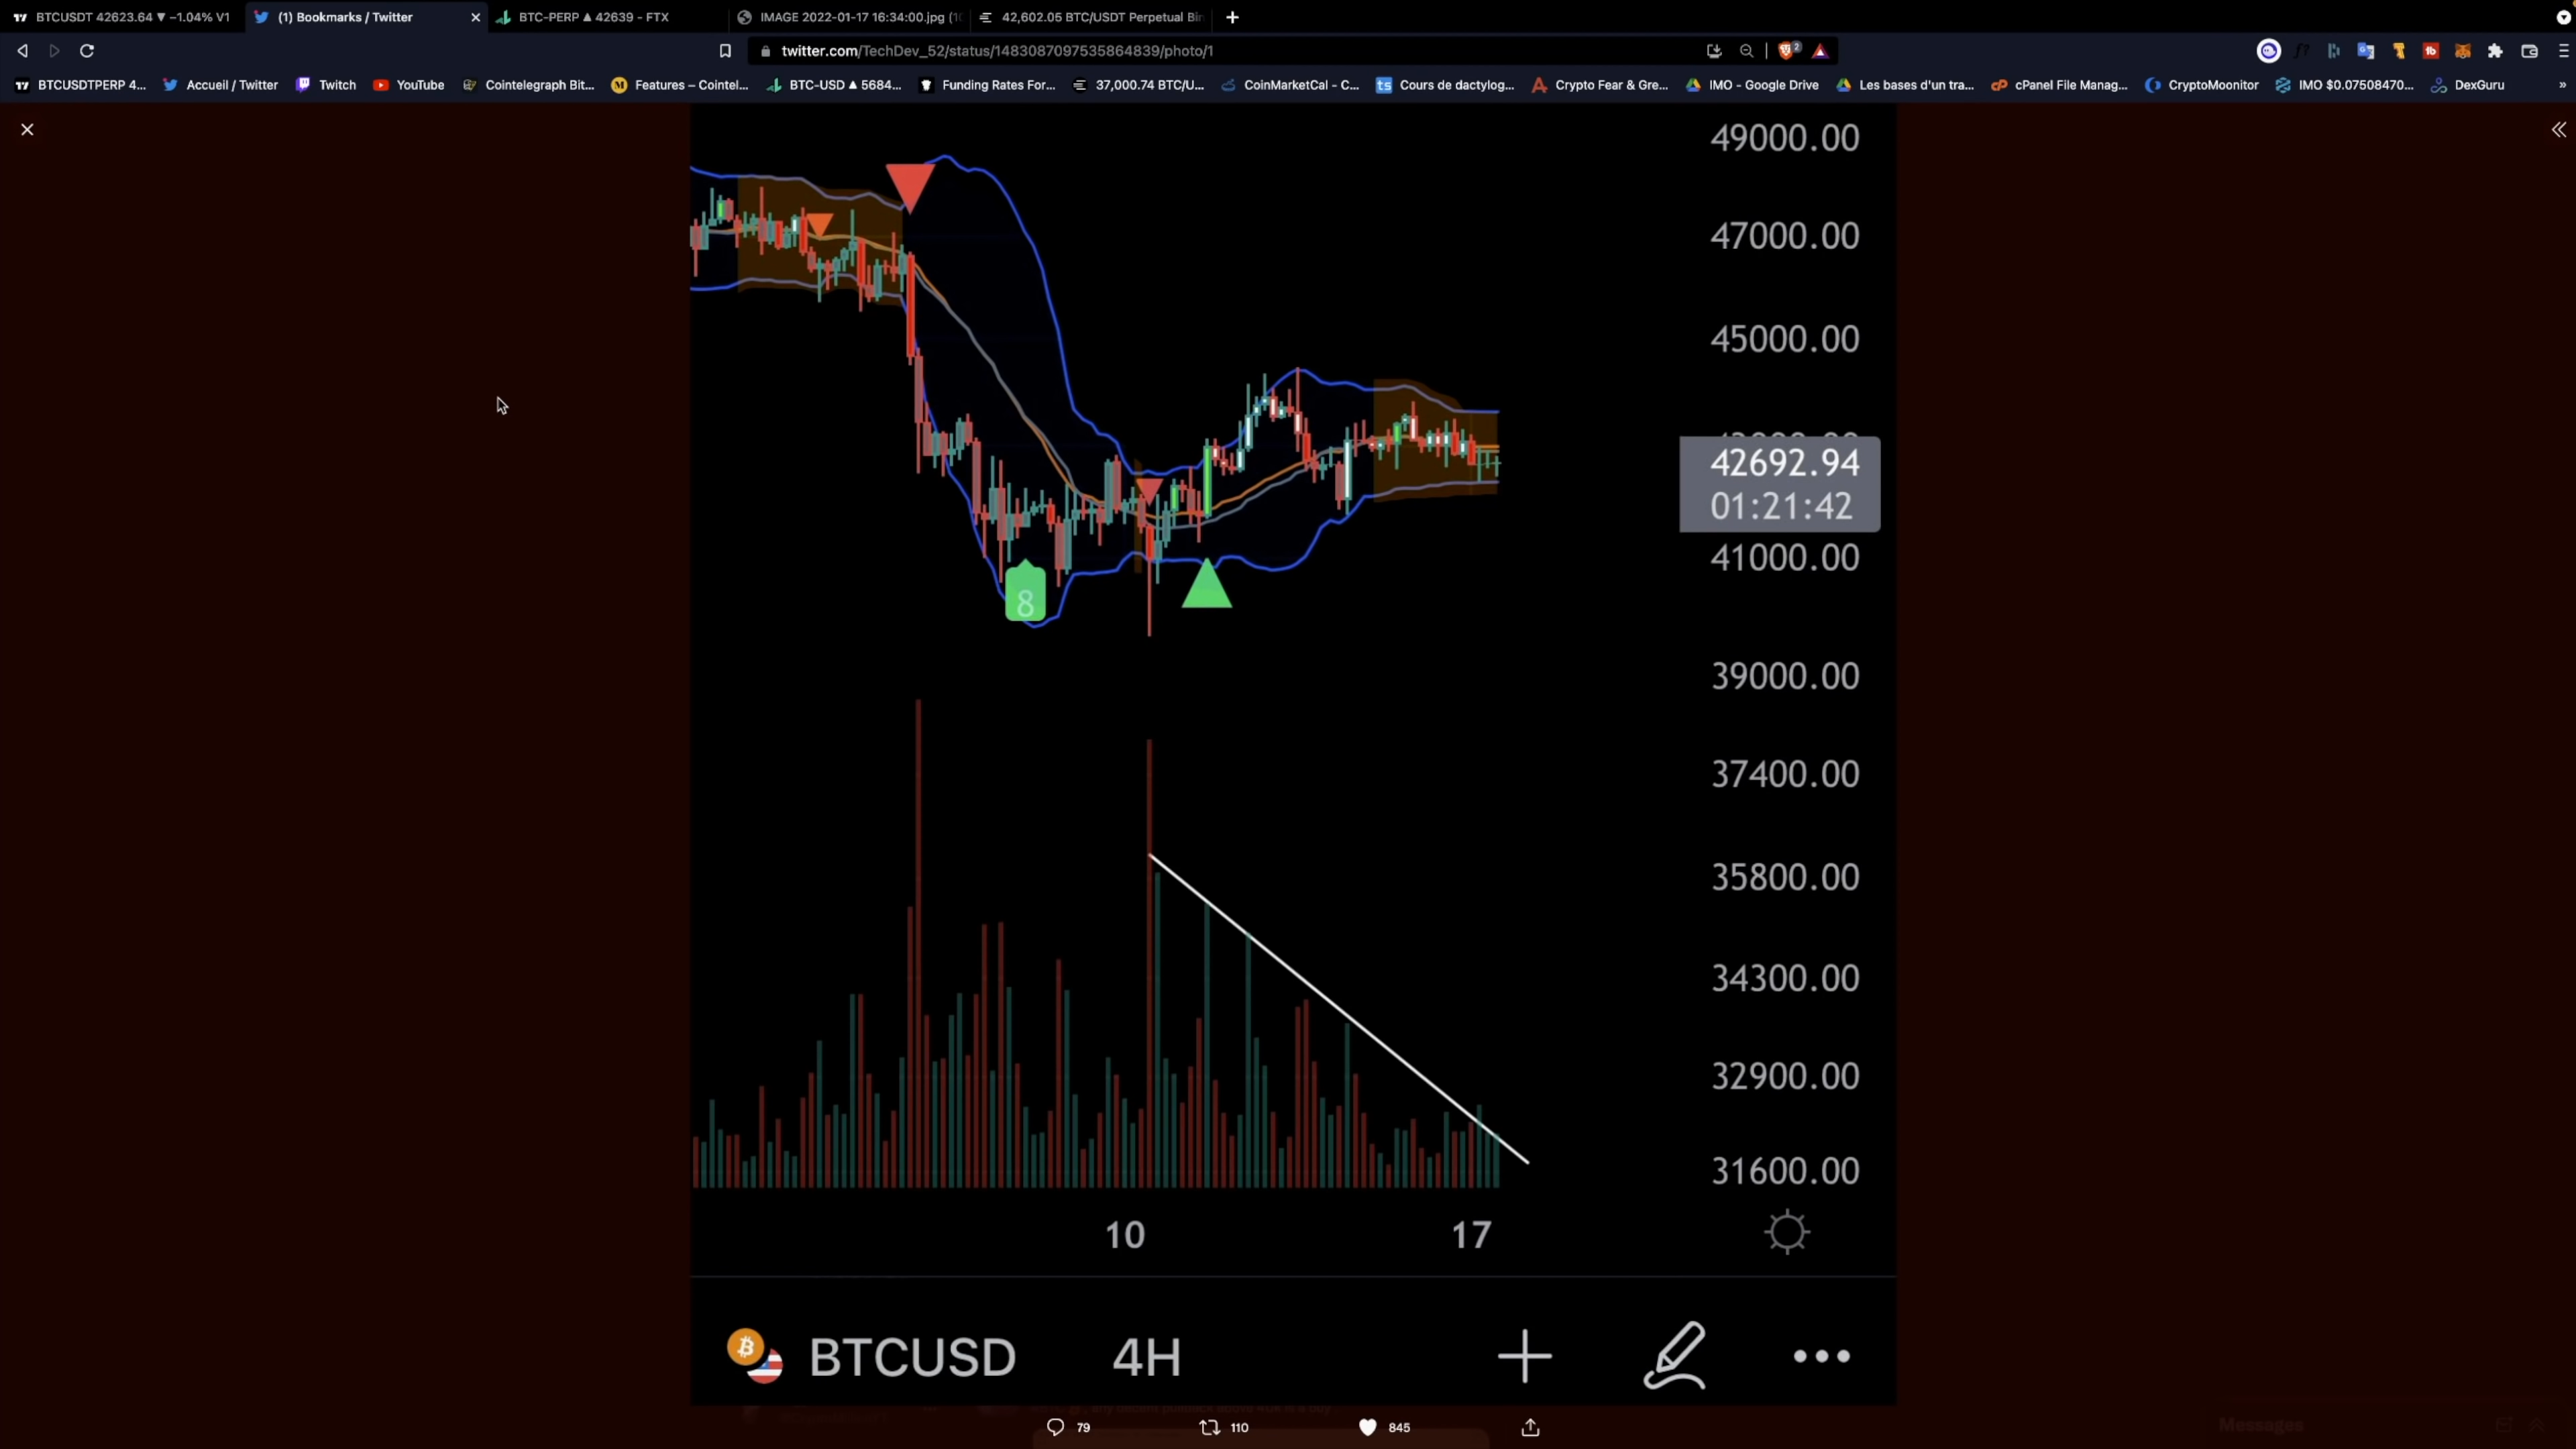 BTCUSDT 42623.64 ▼ −1.04% V1
(1) Bookmarks / Twitter
BTC-PERP ▲ 42639 - FTX
IMAGE 2022-01-17 16:34:00.jpg (1
42,602.05 BTC/USDT Perpetual Bin
twitter.com/TechDev_52/status/1483087097535864839/photo/1
2
BTCUSDTPERP 4...
Accueil / Twitter
Twitch
YouTube
Cointelegraph Bit...
Features – Cointel...
BTC-USD ▲ 5684...
Funding Rates For...
37,000.74 BTC/U...
CoinMarketCal - C...
ts
Cours de dactylog...
Crypto Fear & Gre...
IMO - Google Drive
Les bases d'un tra...
cPanel File Manag...
CryptoMoonitor
IMO $0.07508470...
DexGuru
»
49000.00
47000.00
45000.00
42692.94
01:21:42
41000.00
8
39000.00
37400.00
35800.00
34300.00
32900.00
31600.00
10
17
BTCUSD
4H
79
110
845
Messages